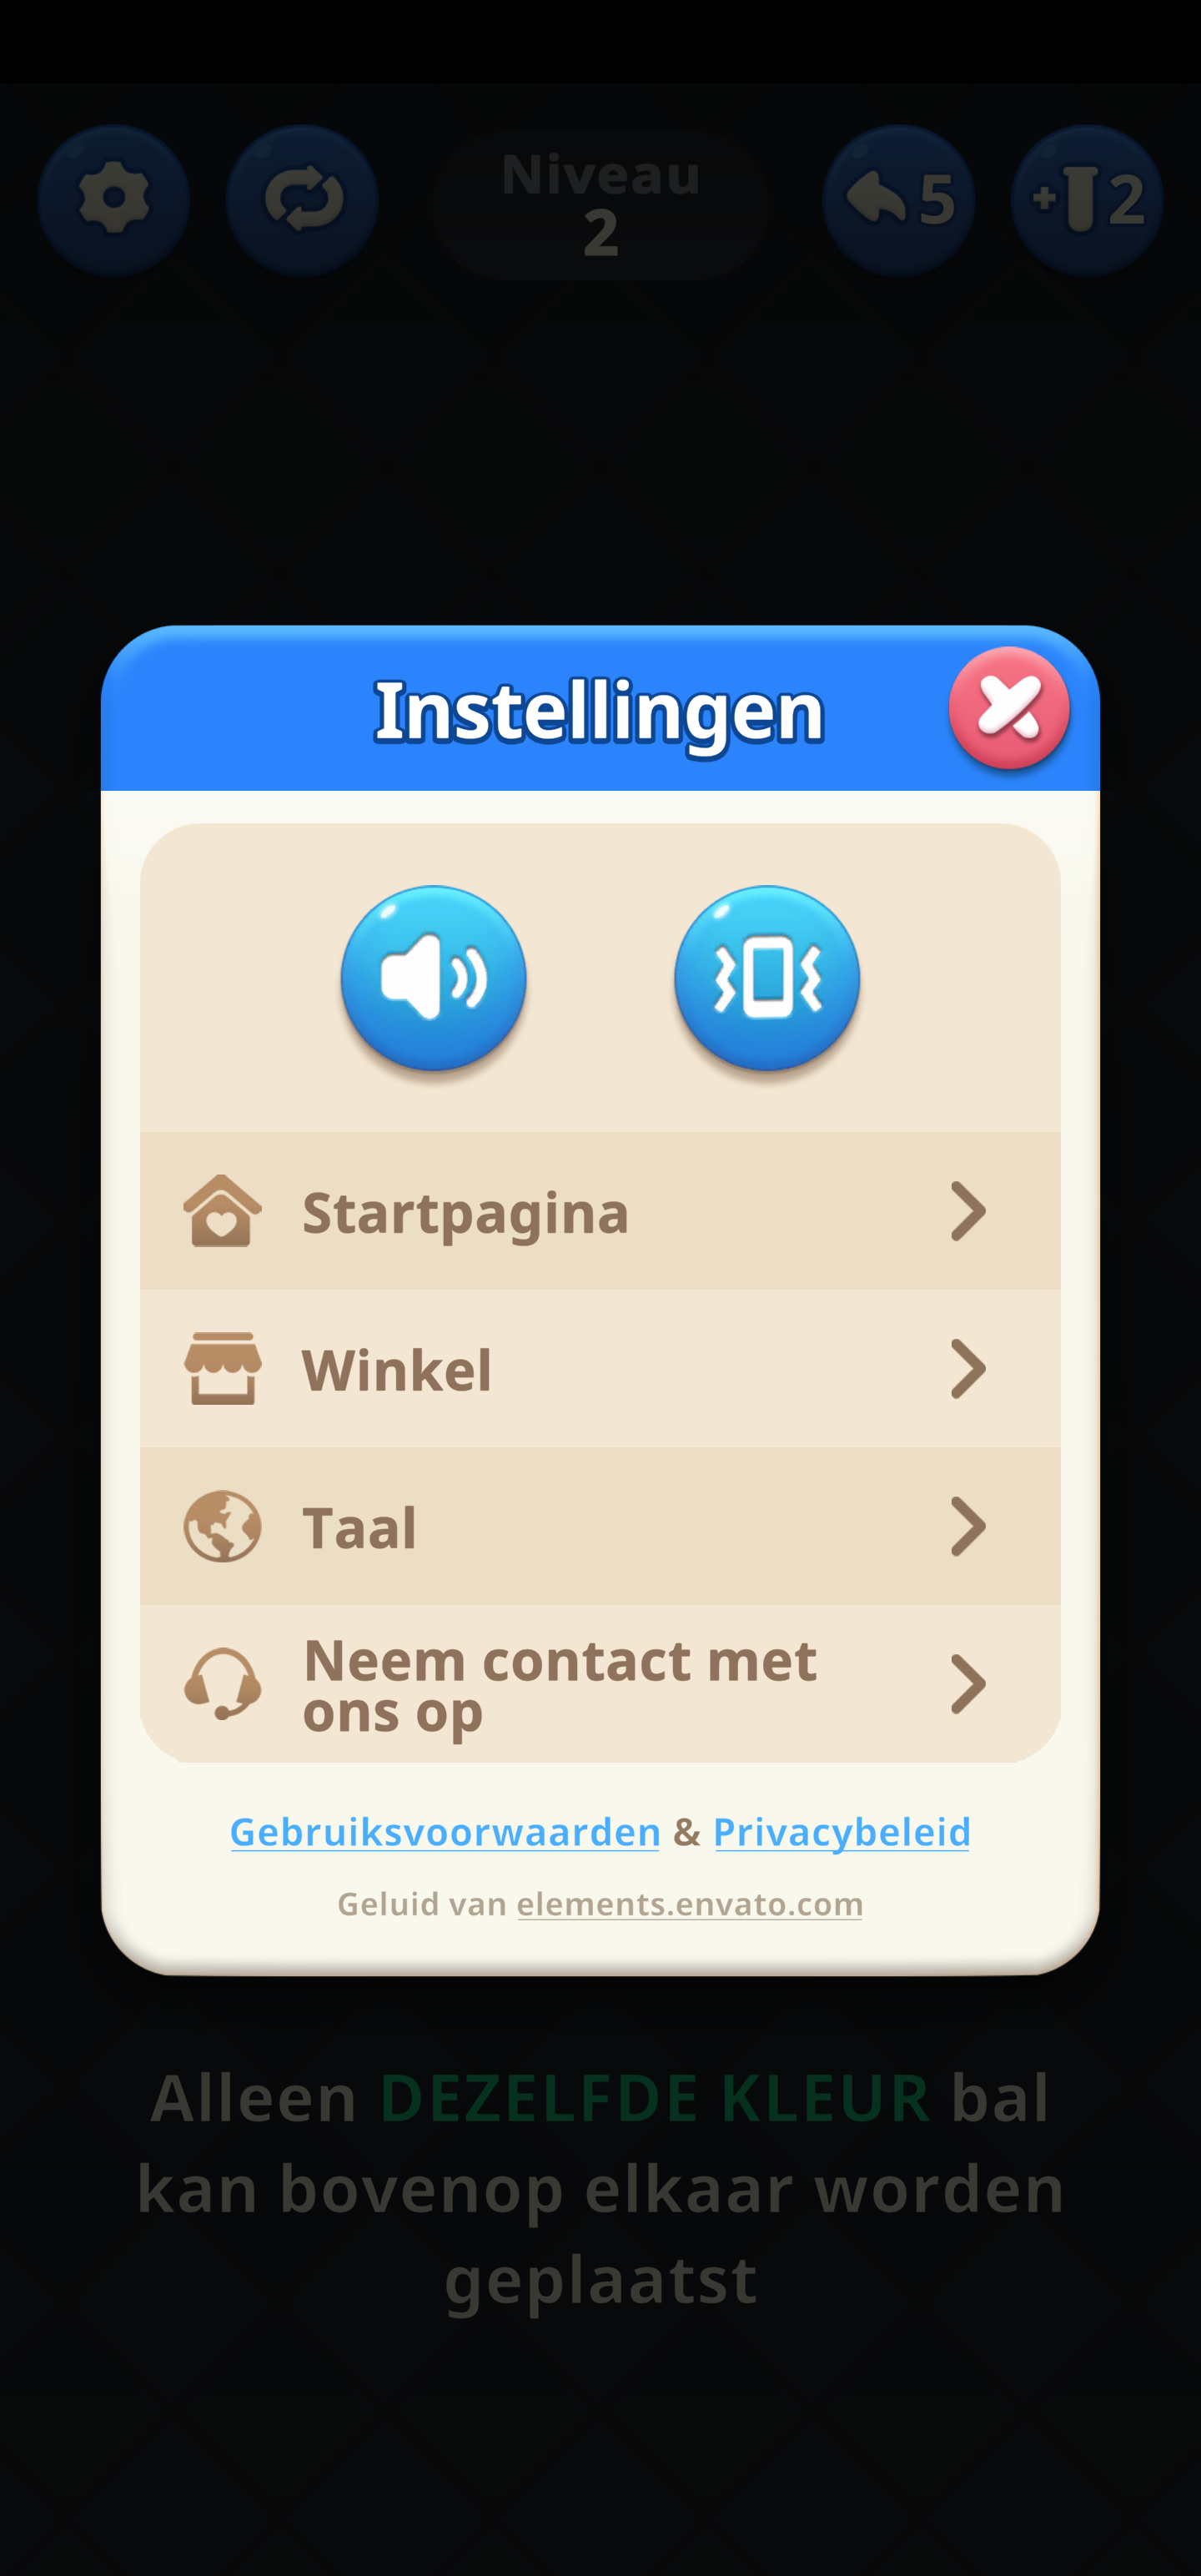 Niveau
2
5
+ 2
Instellingen
Startpagina
Winkel
Taal
Neem contact met
ons op
Gebruiksvoorwaarden & Privacybeleid
Geluid van elements.envato.com
Alleen DEZELFDE KLEUR bal
kan bovenop elkaar worden
geplaatst